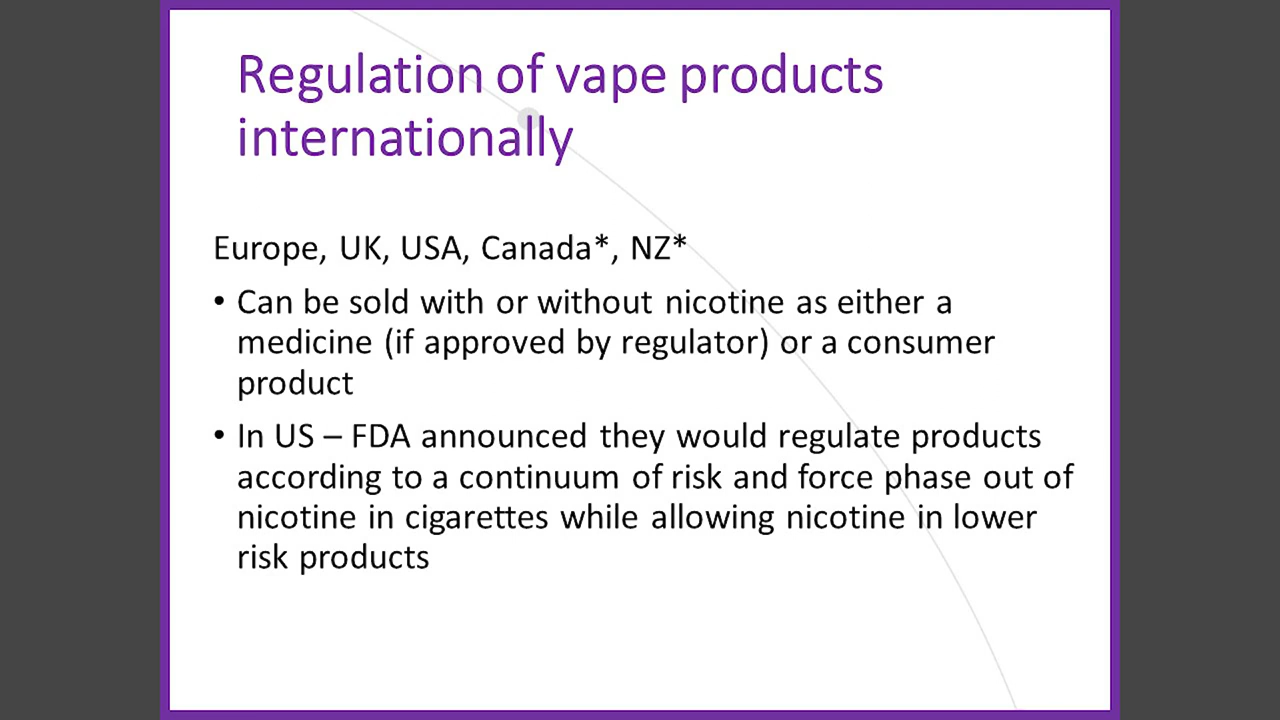 Regulation of vape products
internationally
Europe, UK, USA, Canada*, NZ*
• Can be sold with or without nicotine as either a
medicine (if approved by regulator) or a consumer
product
• In US – FDA announced they would regulate products
according to a continuum of risk and force phase out of
nicotine in cigarettes while allowing nicotine in lower
risk products